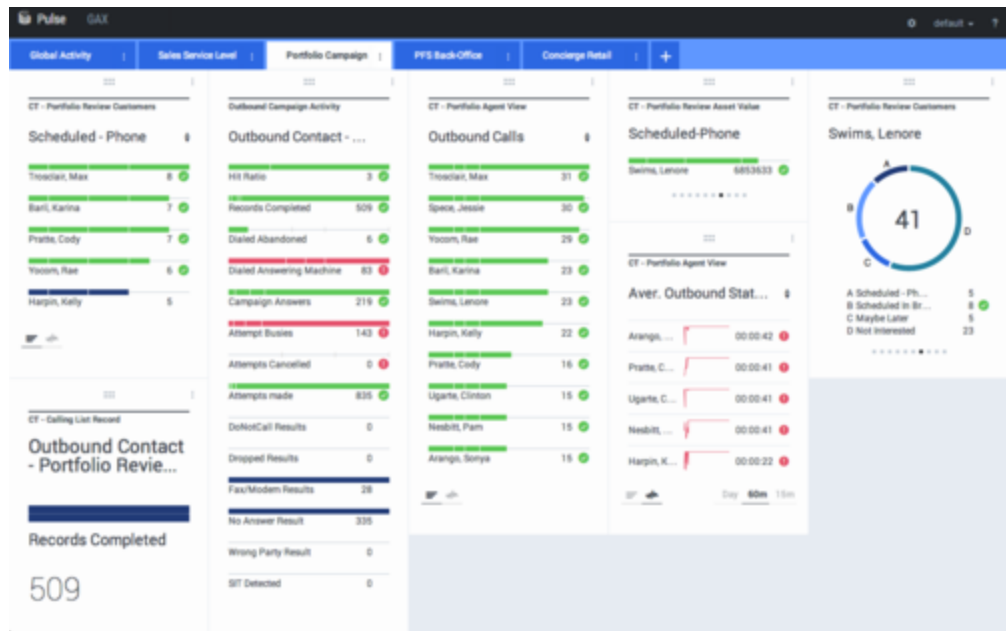 Pulse GAX default ?
Global Activity Sales Service Level Portfolio Campaign PFS Back-Office Concierge Retail +
CT - Portfolio Review Customers
Scheduled - Phone
Trosclair, Max 8
Baril, Karina 7
Pratte, Cody 7
Yocom, Rae 6
Harpin, Kelly 5
CT - Calling List Record
Outbound Contact
- Portfolio Revie...
Records Completed
509
Outbound Campaign Activity
Outbound Contact - ...
Hit Ratio 3
Records Completed 509
Dialed Abandoned 6
Dialed Answering Machine 83
Campaign Answers 219
Attempt Busies 143
Attempts Cancelled 0
Attempts made 835
DoNotCall Results 0
Dropped Results 0
Fax/Modem Results 28
No Answer Result 335
Wrong Party Result 0
SIT Detected 0
CT - Portfolio Agent View
Outbound Calls
Trosclair, Max 31
Spece, Jessie 30
Yocom, Rae 29
Baril, Karina 23
Swims, Lenore 23
Harpin, Kelly 22
Pratte, Cody 16
Ugarte, Clinton 15
Nesbitt, Pam 15
Arango, Sonya 15
CT - Portfolio Review Asset Value
Scheduled-Phone
Swims, Lenore 6853633
CT - Portfolio Agent View
Aver. Outbound Stat...
Arango, ... 00:00:42
Pratte, C... 00:00:41
Ugarte, C... 00:00:41
Nesbitt, ... 00:00:41
Harpin, K... 00:00:22
Day 60m 15m
CT - Portfolio Review Customers
Swims, Lenore
A
B
41
D
C
A Scheduled - Ph... 5
B Scheduled In Br... 8
C Maybe Later 5
D Not Interested 23